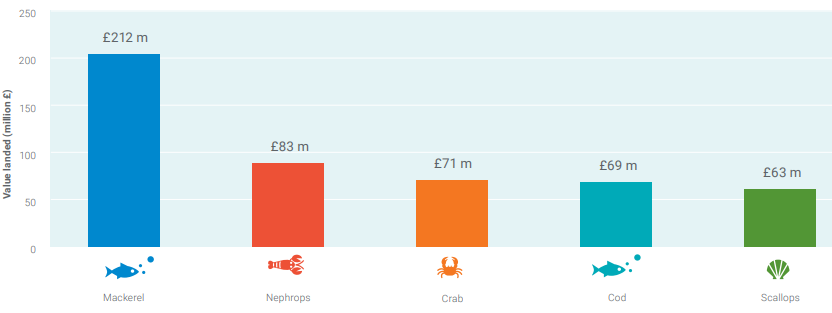 Value landed (million £)
250
200
150
100
50
0
£212 m
£83 m
£71 m
£69 m
£63 m
Mackerel
Nephrops
Crab
Cod
Scallops